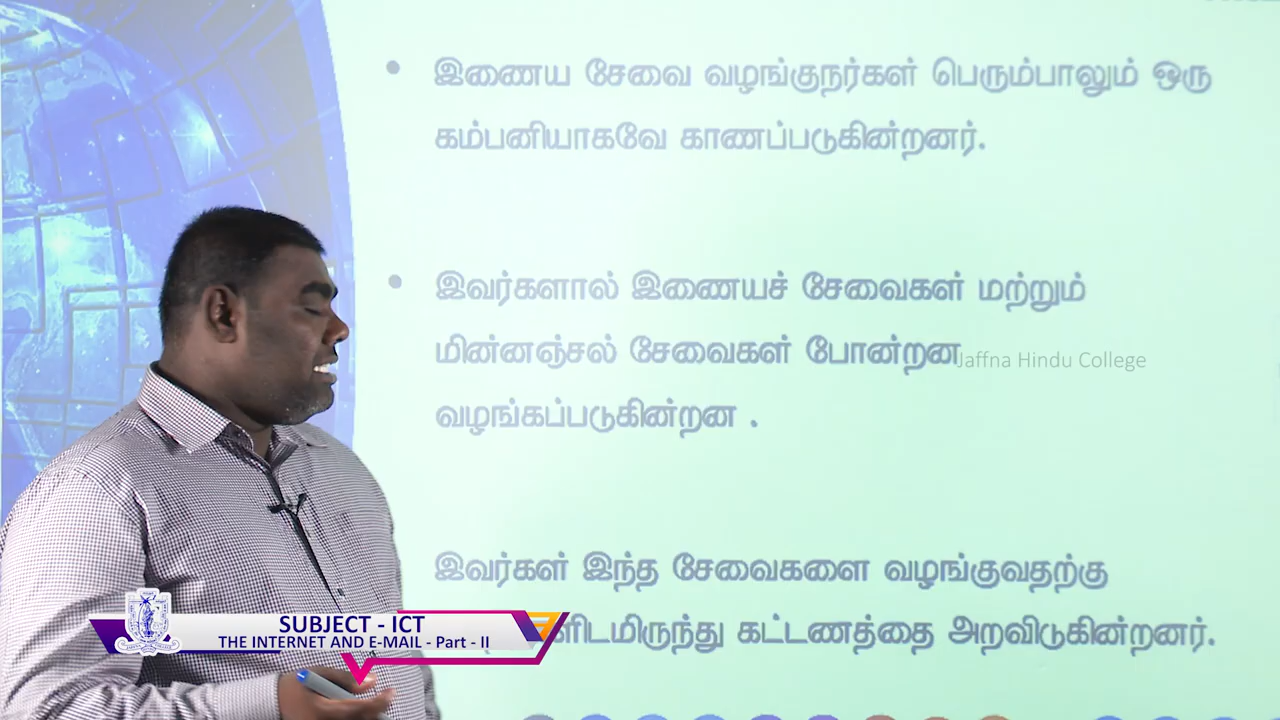 இணைய சேவை வழங்குநர்கள் பெரும்பாலும் ஒரு
கம்பனியாகவே காணப்படுகின்றனர்.
இவர்களால் இணையச் சேவைகள் மற்றும்
மின்னஞ்சல் சேவைகள் போன்றன
Jaffna Hindu College
வழங்கப்படுகின்றன .
இவர்கள் இந்த சேவைகளை வழங்குவதற்கு
கட்டணத்தை அறவிடுகின்றனர்.
SUBJECT - ICT
THE INTERNET AND E-MAIL - Part - II